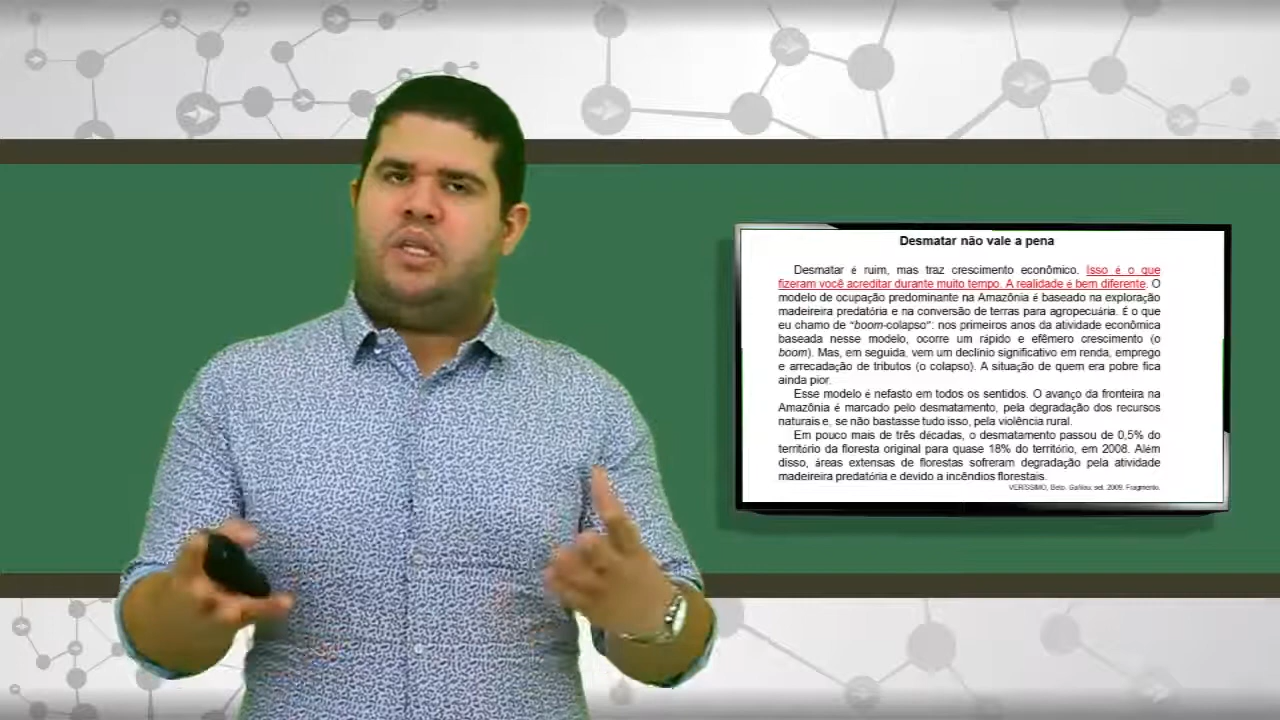 Desmatar não vale a pena
Desmatar é ruim, mas traz crescimento econômico. Isso é o que
fizeram você acreditar durante muito tempo. A realidade é bem diferente. O
modelo de ocupação predominante na Amazônia é baseado na exploração
madeireira predatória e na conversão de terras para agropecuária. É o que
eu chamo de “boom-colapso”: nos primeiros anos da atividade econômica
baseada nesse modelo, ocorre um rápido e efêmero crescimento (o
boom). Mas, em seguida, vem um declínio significativo em renda, emprego
e arrecadação de tributos (o colapso). A situação de quem era pobre fica
ainda pior.
Esse modelo é nefasto em todos os sentidos. O avanço da fronteira na
Amazônia é marcado pelo desmatamento, pela degradação dos recursos
naturais e, se não bastasse tudo isso, pela violência rural.
Em pouco mais de três décadas, o desmatamento passou de 0,5% do
território da floresta original para quase 18% do território, em 2008. Além
disso, áreas extensas de florestas sofreram degradação pela atividade
madeireira predatória e devido a incêndios florestais.
VERÍSSIMO, Beto. Galileu, set. 2009. Fragmento.